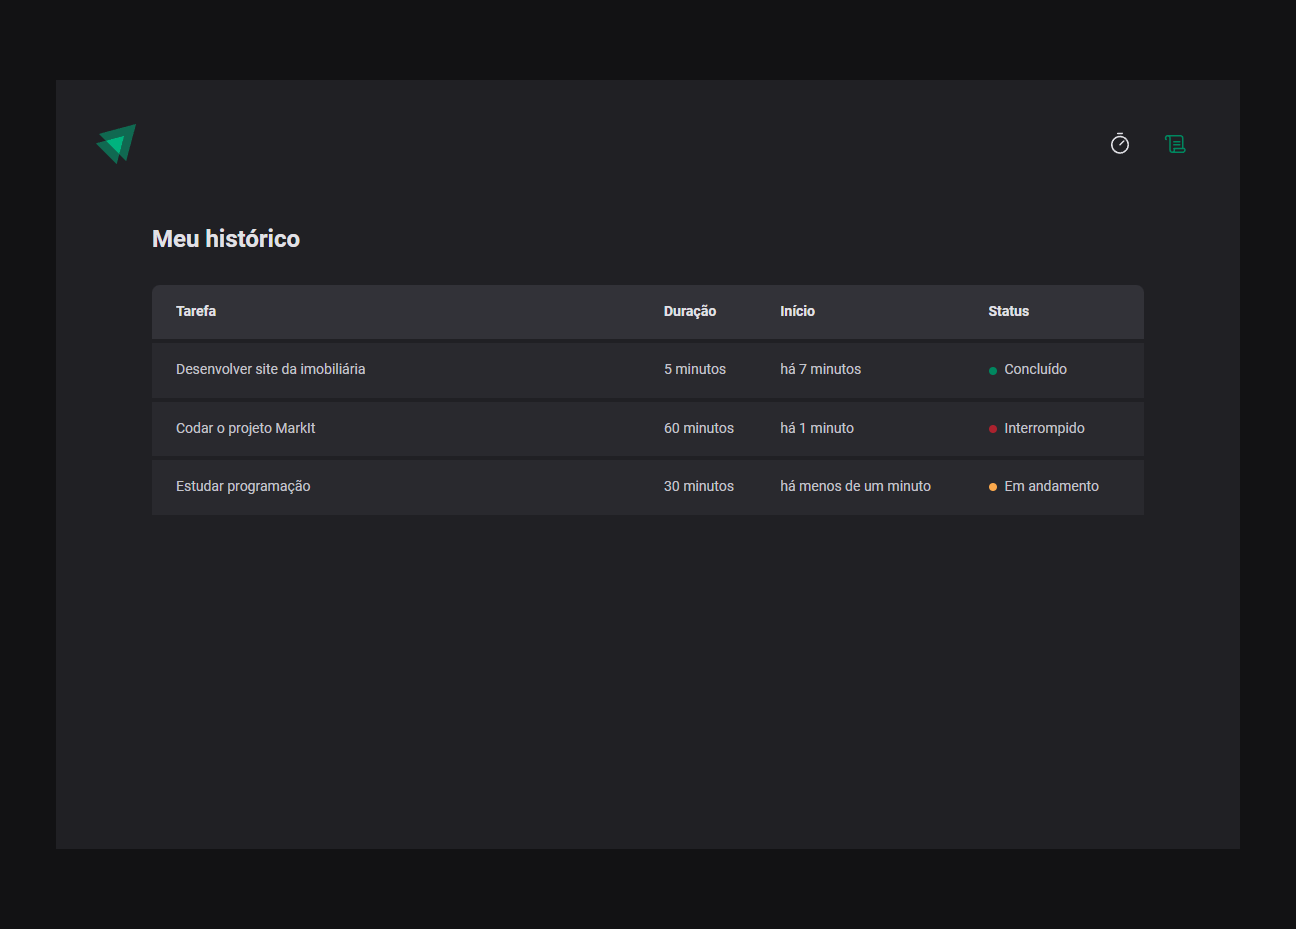 Meu histórico
Tarefa Duração Início Status
Desenvolver site da imobiliária 5 minutos há 7 minutos Concluído
Codar o projeto MarkIt 60 minutos há 1 minuto Interrompido
Estudar programação 30 minutos há menos de um minuto Em andamento